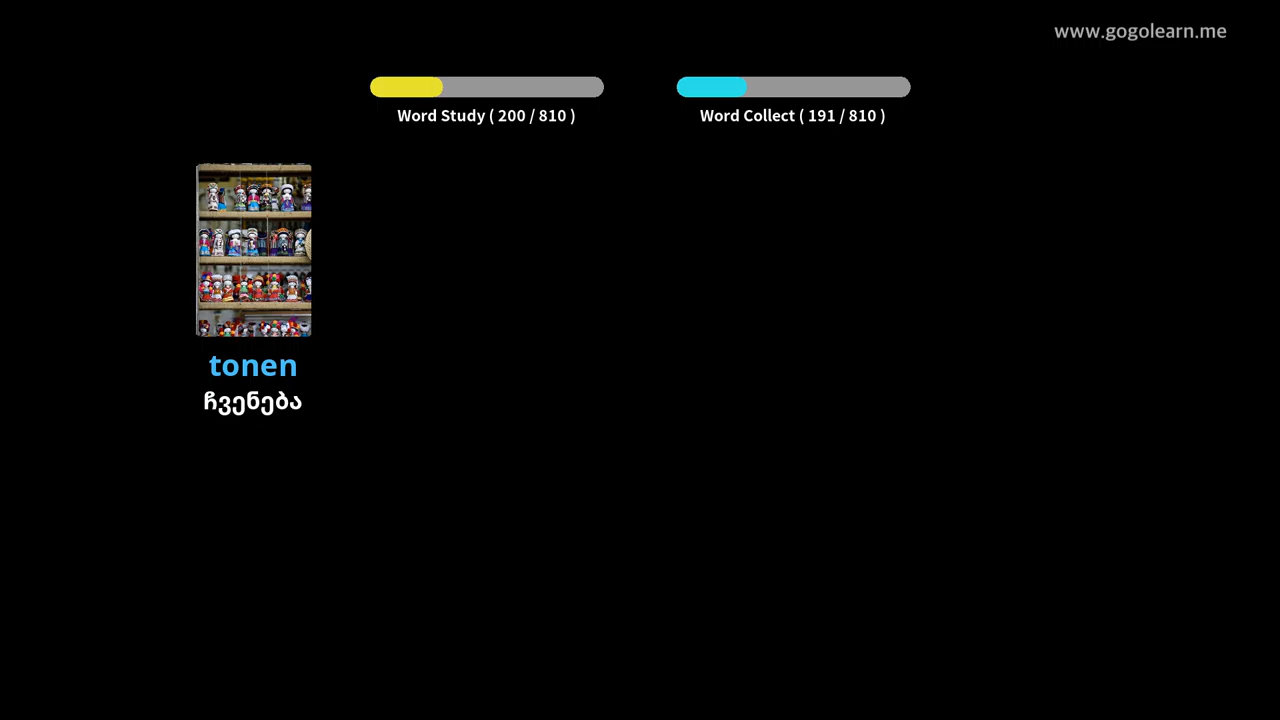 www.gogolearn.me
Word Study ( 200 / 810 )
Word Collect ( 191 / 810 )
tonen
ჩვენება